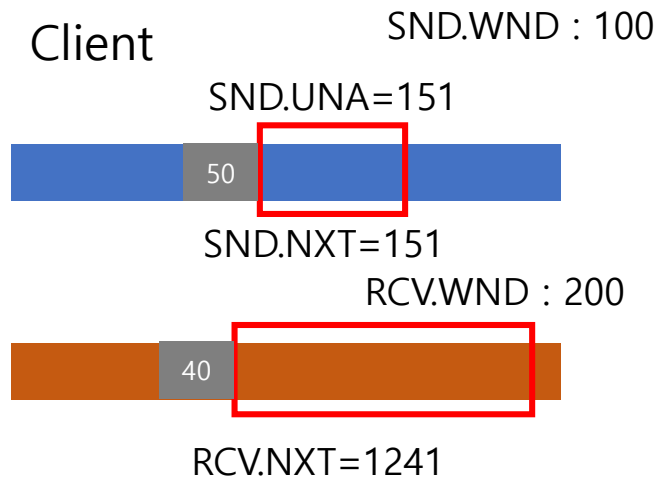 Client
SND.WND : 100
SND.UNA=151
50
SND.NXT=151
RCV.WND : 200
40
RCV.NXT=1241